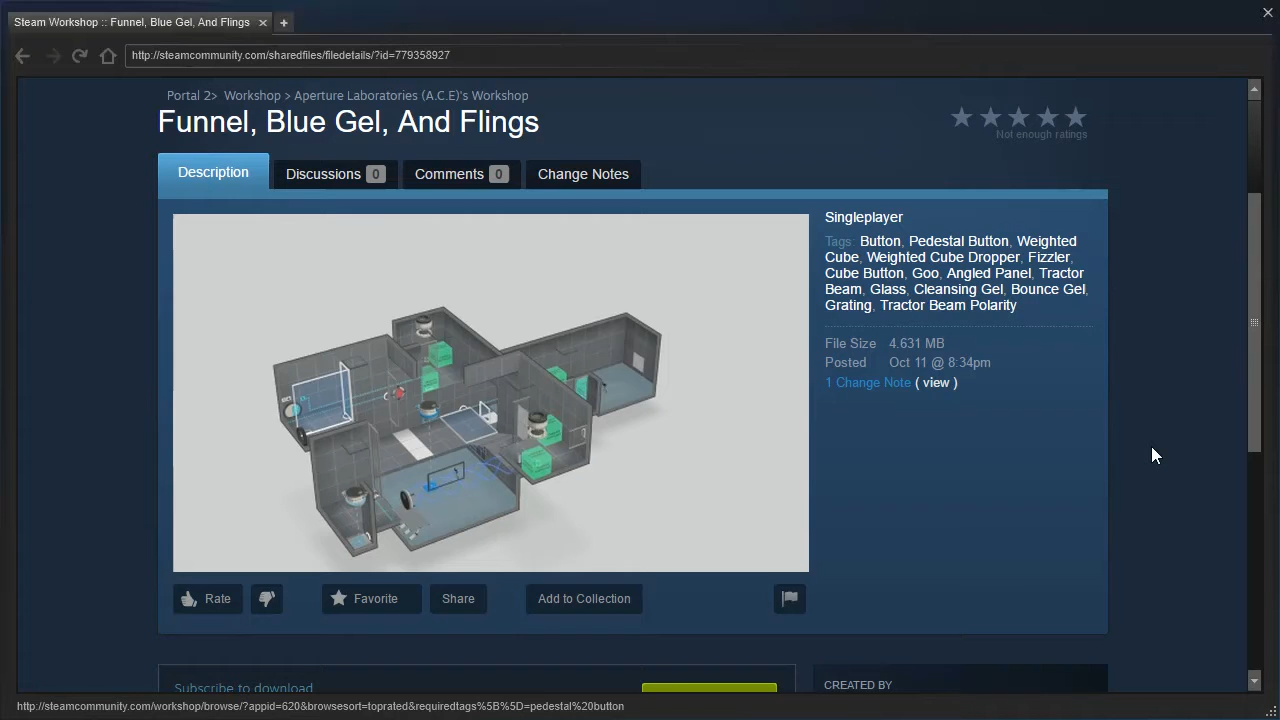 Steam Workshop :: Funnel, Blue Gel, And Flings
http://steamcommunity.com/sharedfiles/filedetails/?id=779358927
Portal 2> Workshop > Aperture Laboratories (A.C.E)'s Workshop
Funnel, Blue Gel, And Flings
Not enough ratings
Description
Discussions 0
Comments 0
Change Notes
Singleplayer
Tags: Button, Pedestal Button, Weighted
Cube, Weighted Cube Dropper, Fizzler,
Cube Button, Goo, Angled Panel, Tractor
Beam, Glass, Cleansing Gel, Bounce Gel,
Grating, Tractor Beam Polarity
File Size 4.631 MB
Posted Oct 11 @ 8:34pm
1 Change Note ( view )
Rate
Favorite
Share
Add to Collection
Subscribe to download
CREATED BY
http://steamcommunity.com/workshop/browse/?appid=620&browsesort=toprated&requiredtags%5B%5D=pedestal%20button